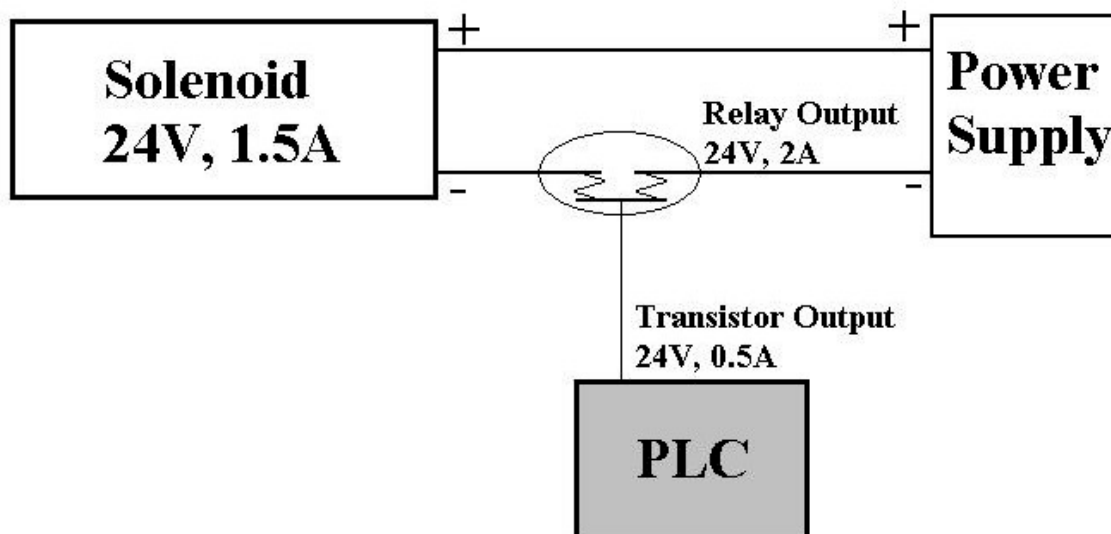 +
+
Solenoid
24V, 1.5A
Power
Supply
Relay Output
24V, 2A
-
-
Transistor Output
24V, 0.5A
PLC